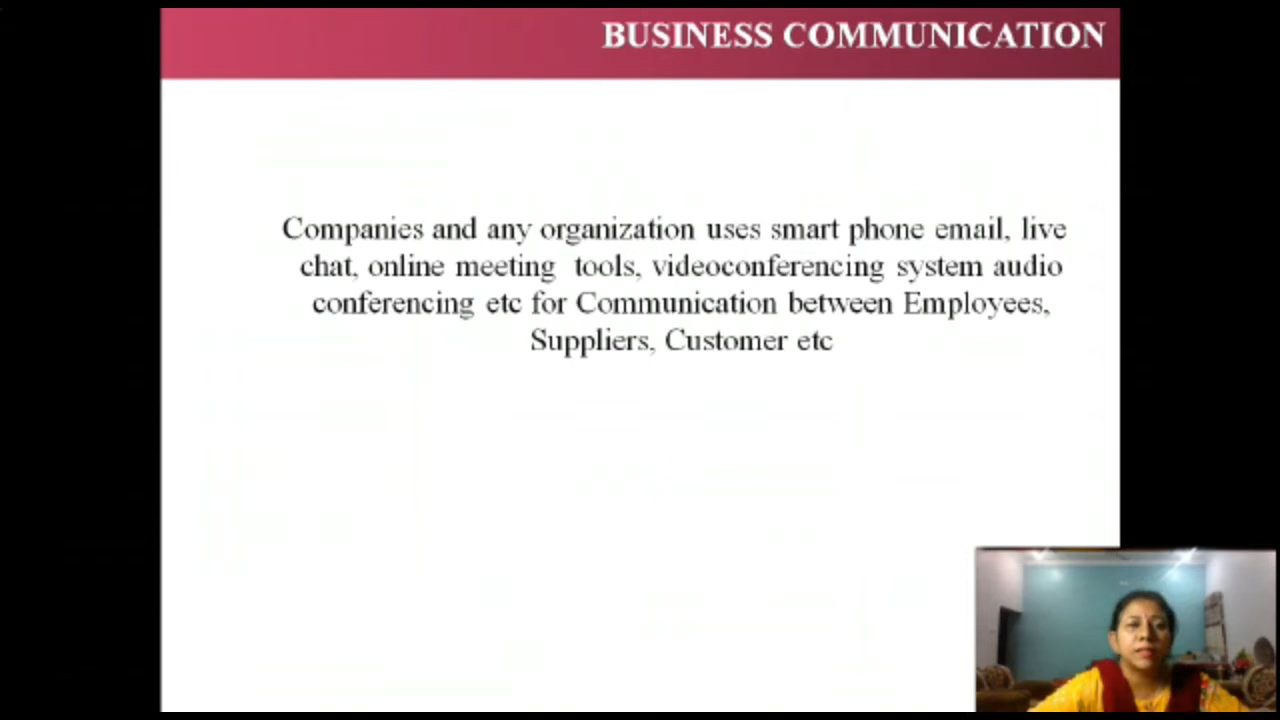 BUSINESS COMMUNICATION
Companies and any organization uses smart phone email, live
chat, online meeting tools, videoconferencing system audio
conferencing etc for Communication between Employees,
Suppliers, Customer etc